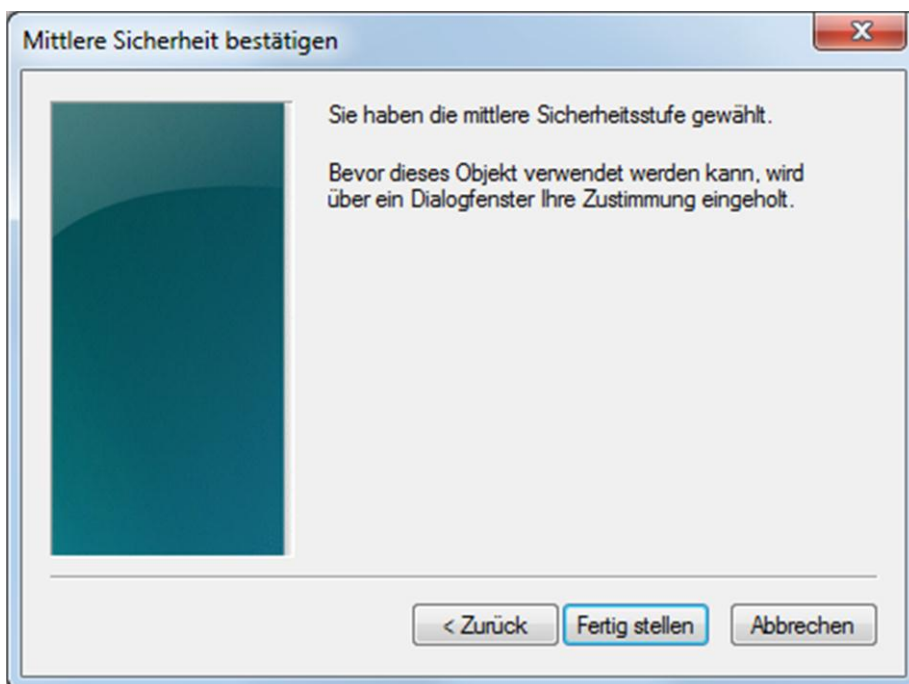 Mittlere Sicherheit bestätigen
Sie haben die mittlere Sicherheitsstufe gewählt.
Bevor dieses Objekt verwendet werden kann, wird
über ein Dialogfenster Ihre Zustimmung eingeholt.
< Zurück
Fertig stellen
Abbrechen